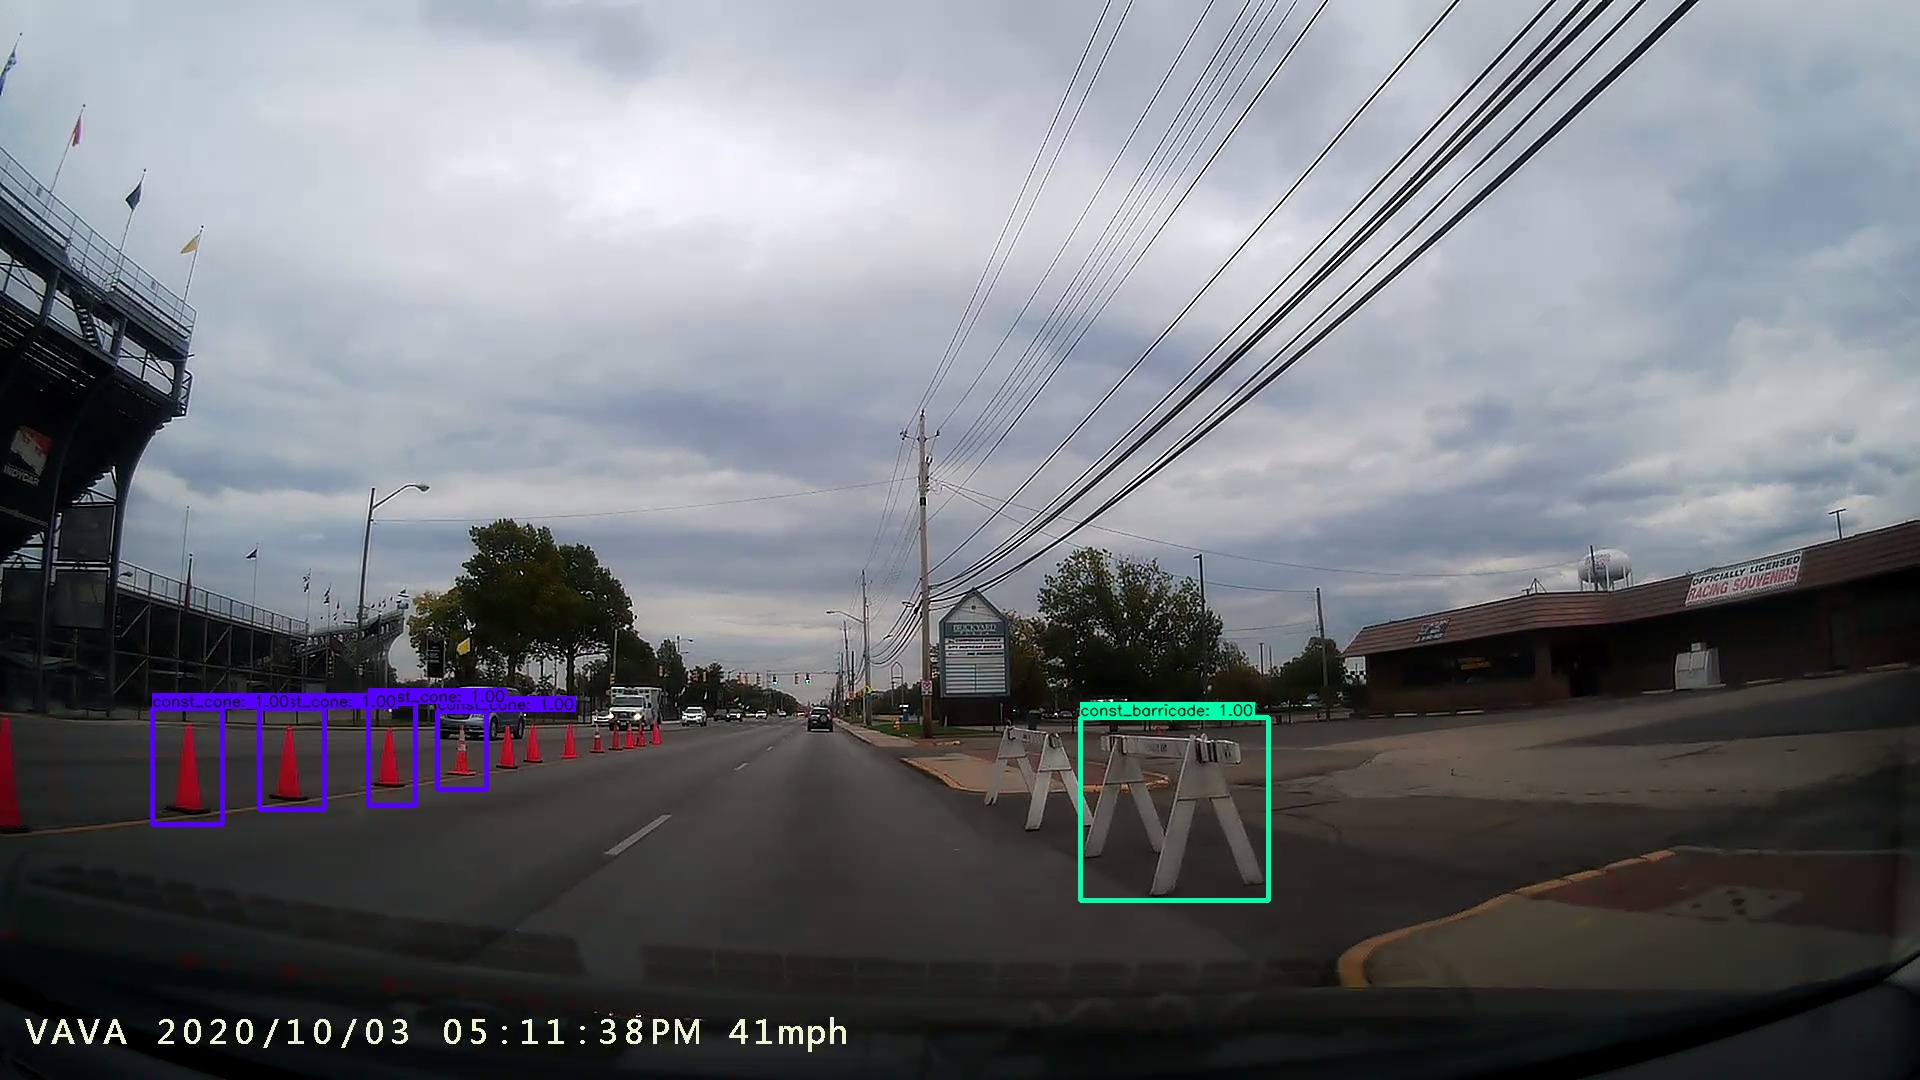 INDYCAR
OFFICIALLY LICENSED
RACING SOUVENIRS
BRICKYARD
const_cone: 1.00
st_cone: 1.00
st_cone: 1.00
const_cone: 1.00
const_barricade: 1.00
VAVA 2020/10/03 05:11:38PM 41mph